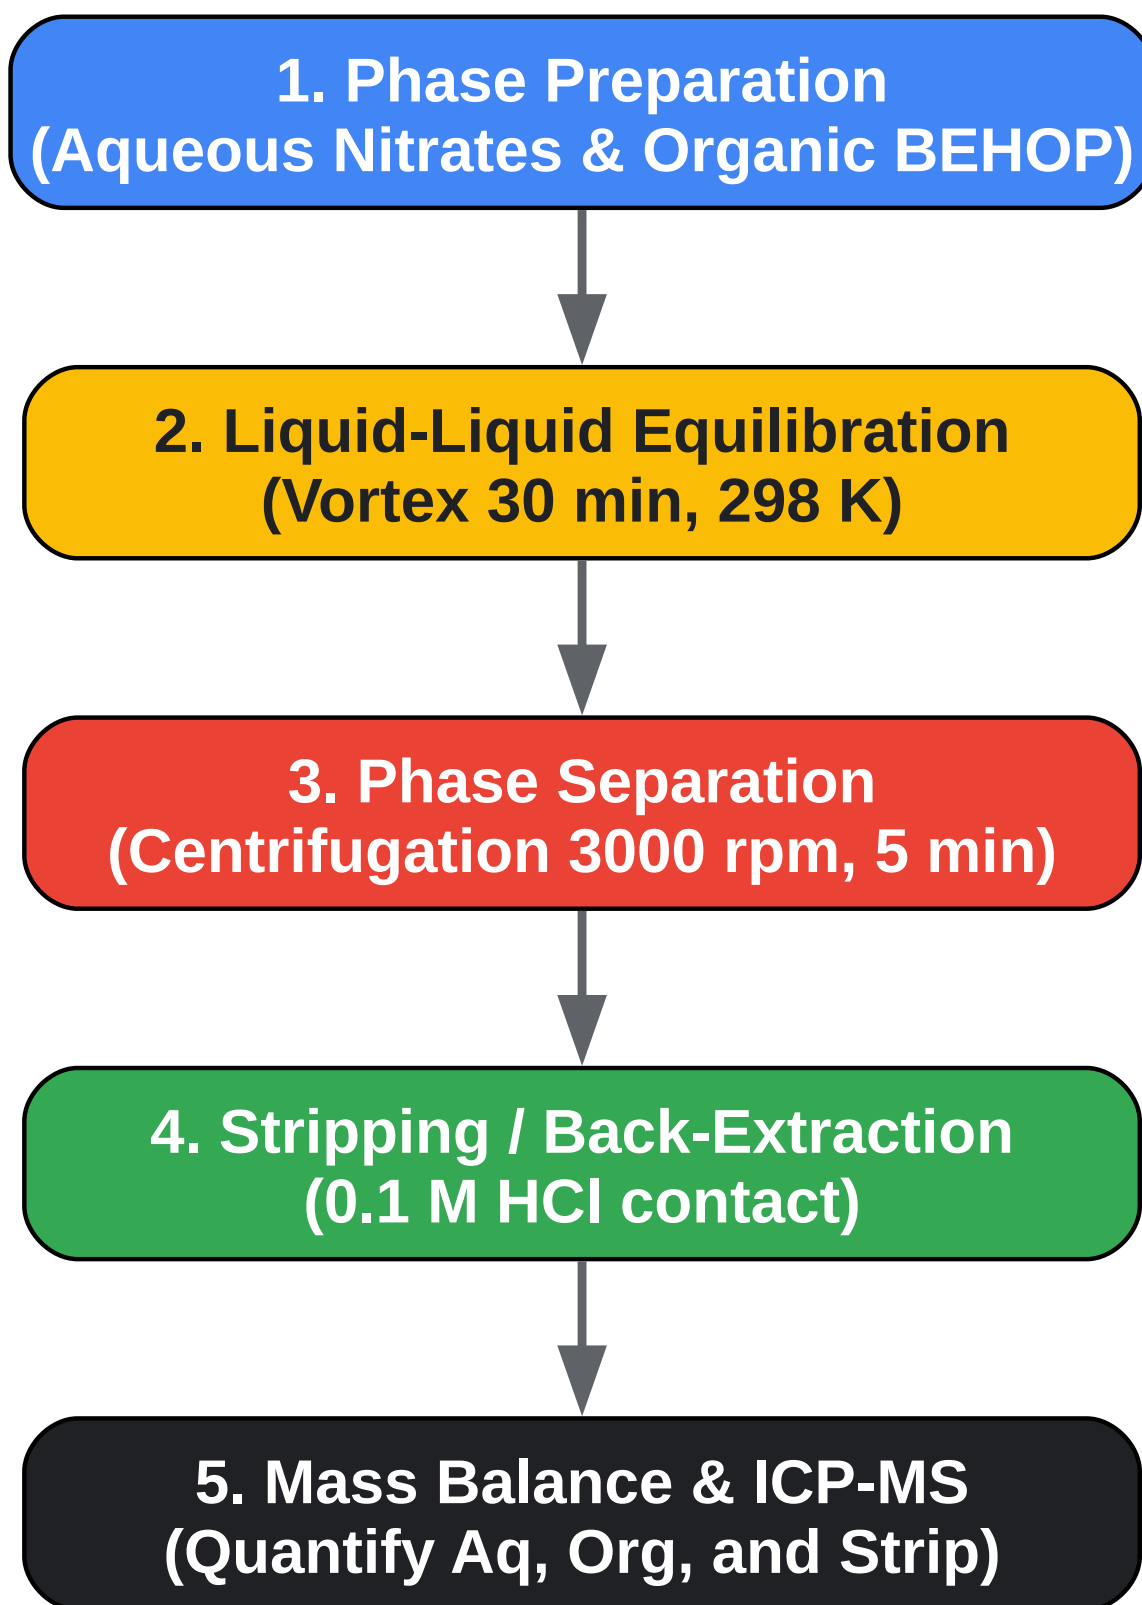 1. Phase Preparation
(Aqueous Nitrates & Organic BEHOP)
2. Liquid-Liquid Equilibration
(Vortex 30 min, 298 K)
3. Phase Separation
(Centrifugation 3000 rpm, 5 min)
4. Stripping / Back-Extraction
(0.1 M HCl contact)
5. Mass Balance & ICP-MS
(Quantify Aq, Org, and Strip)